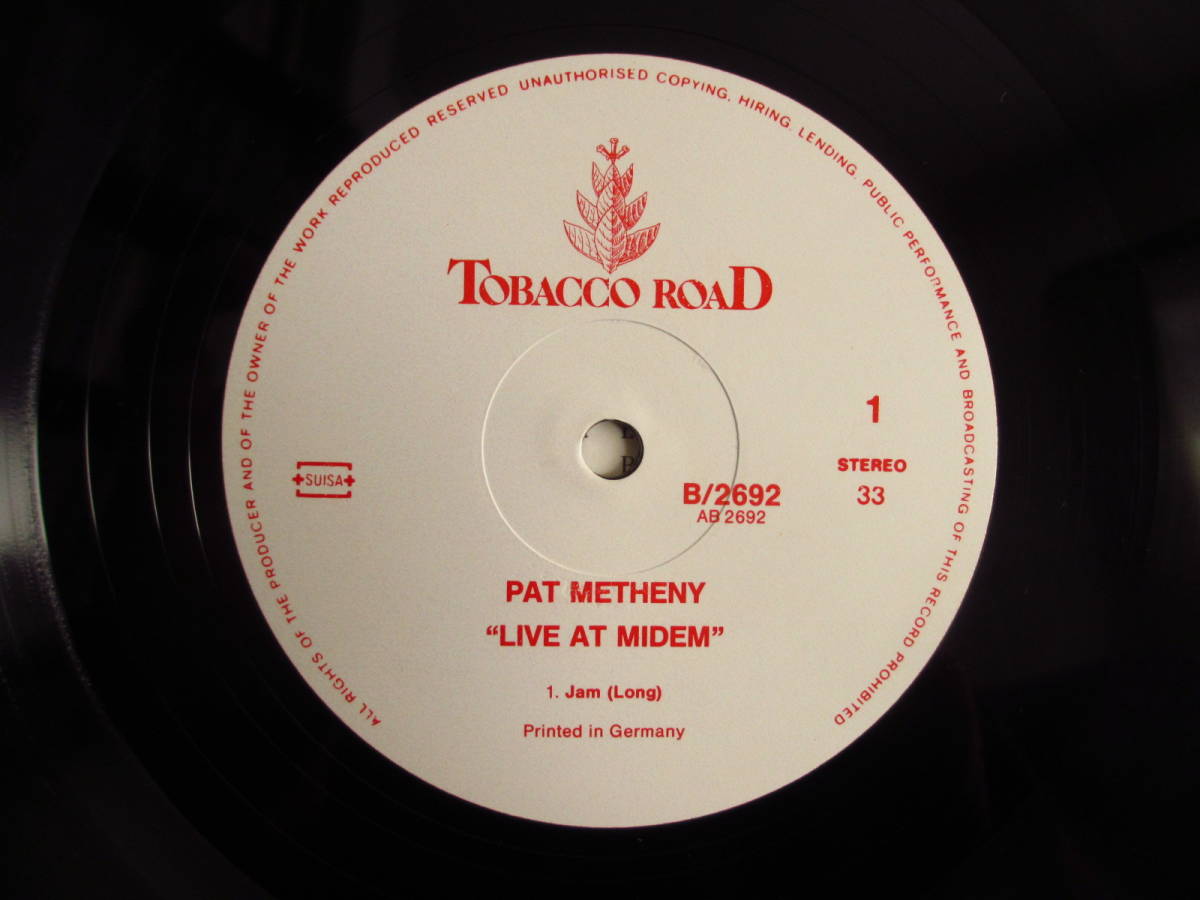 ALL RIGHTS OF THE PRODUCER AND OF THE OWNER OF THE WORK REPRODUCED RESERVED UNAUTHORISED COPYING, HIRING, LENDING, PUBLIC PERFORMANCE AND BROADCASTING OF THIS RECORD PROHIBITED
TOBACCO ROAD
1
STEREO
33
SUISA
B/2692
AB 2692
PAT METHENY
“LIVE AT MIDEM”
1. Jam (Long)
Printed in Germany